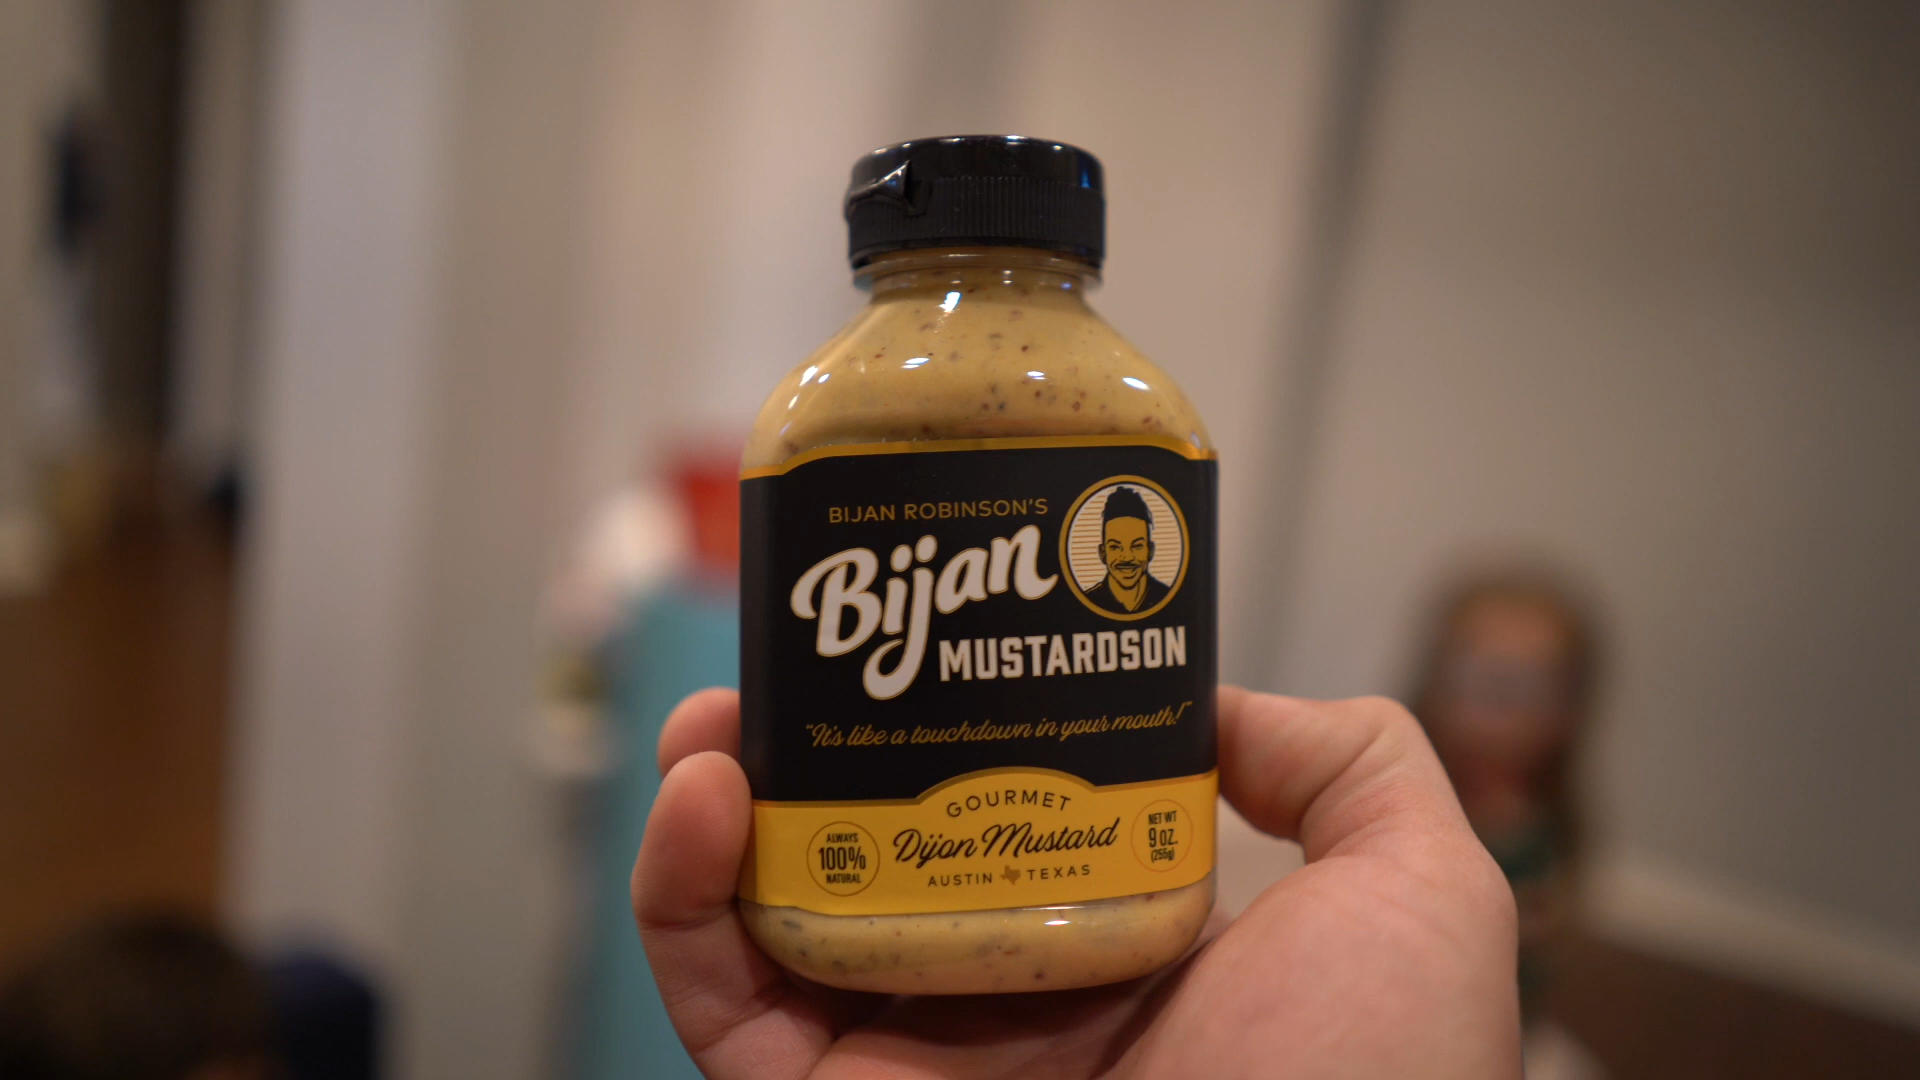 BIJAN ROBINSON'S
Bijan
MUSTARDSON
"It's like a touchdown in your mouth!"
GOURMET
Dijon Mustard
AUSTIN TEXAS
ALWAYS
100%
NATURAL
NET WT
9 OZ.
(255g)